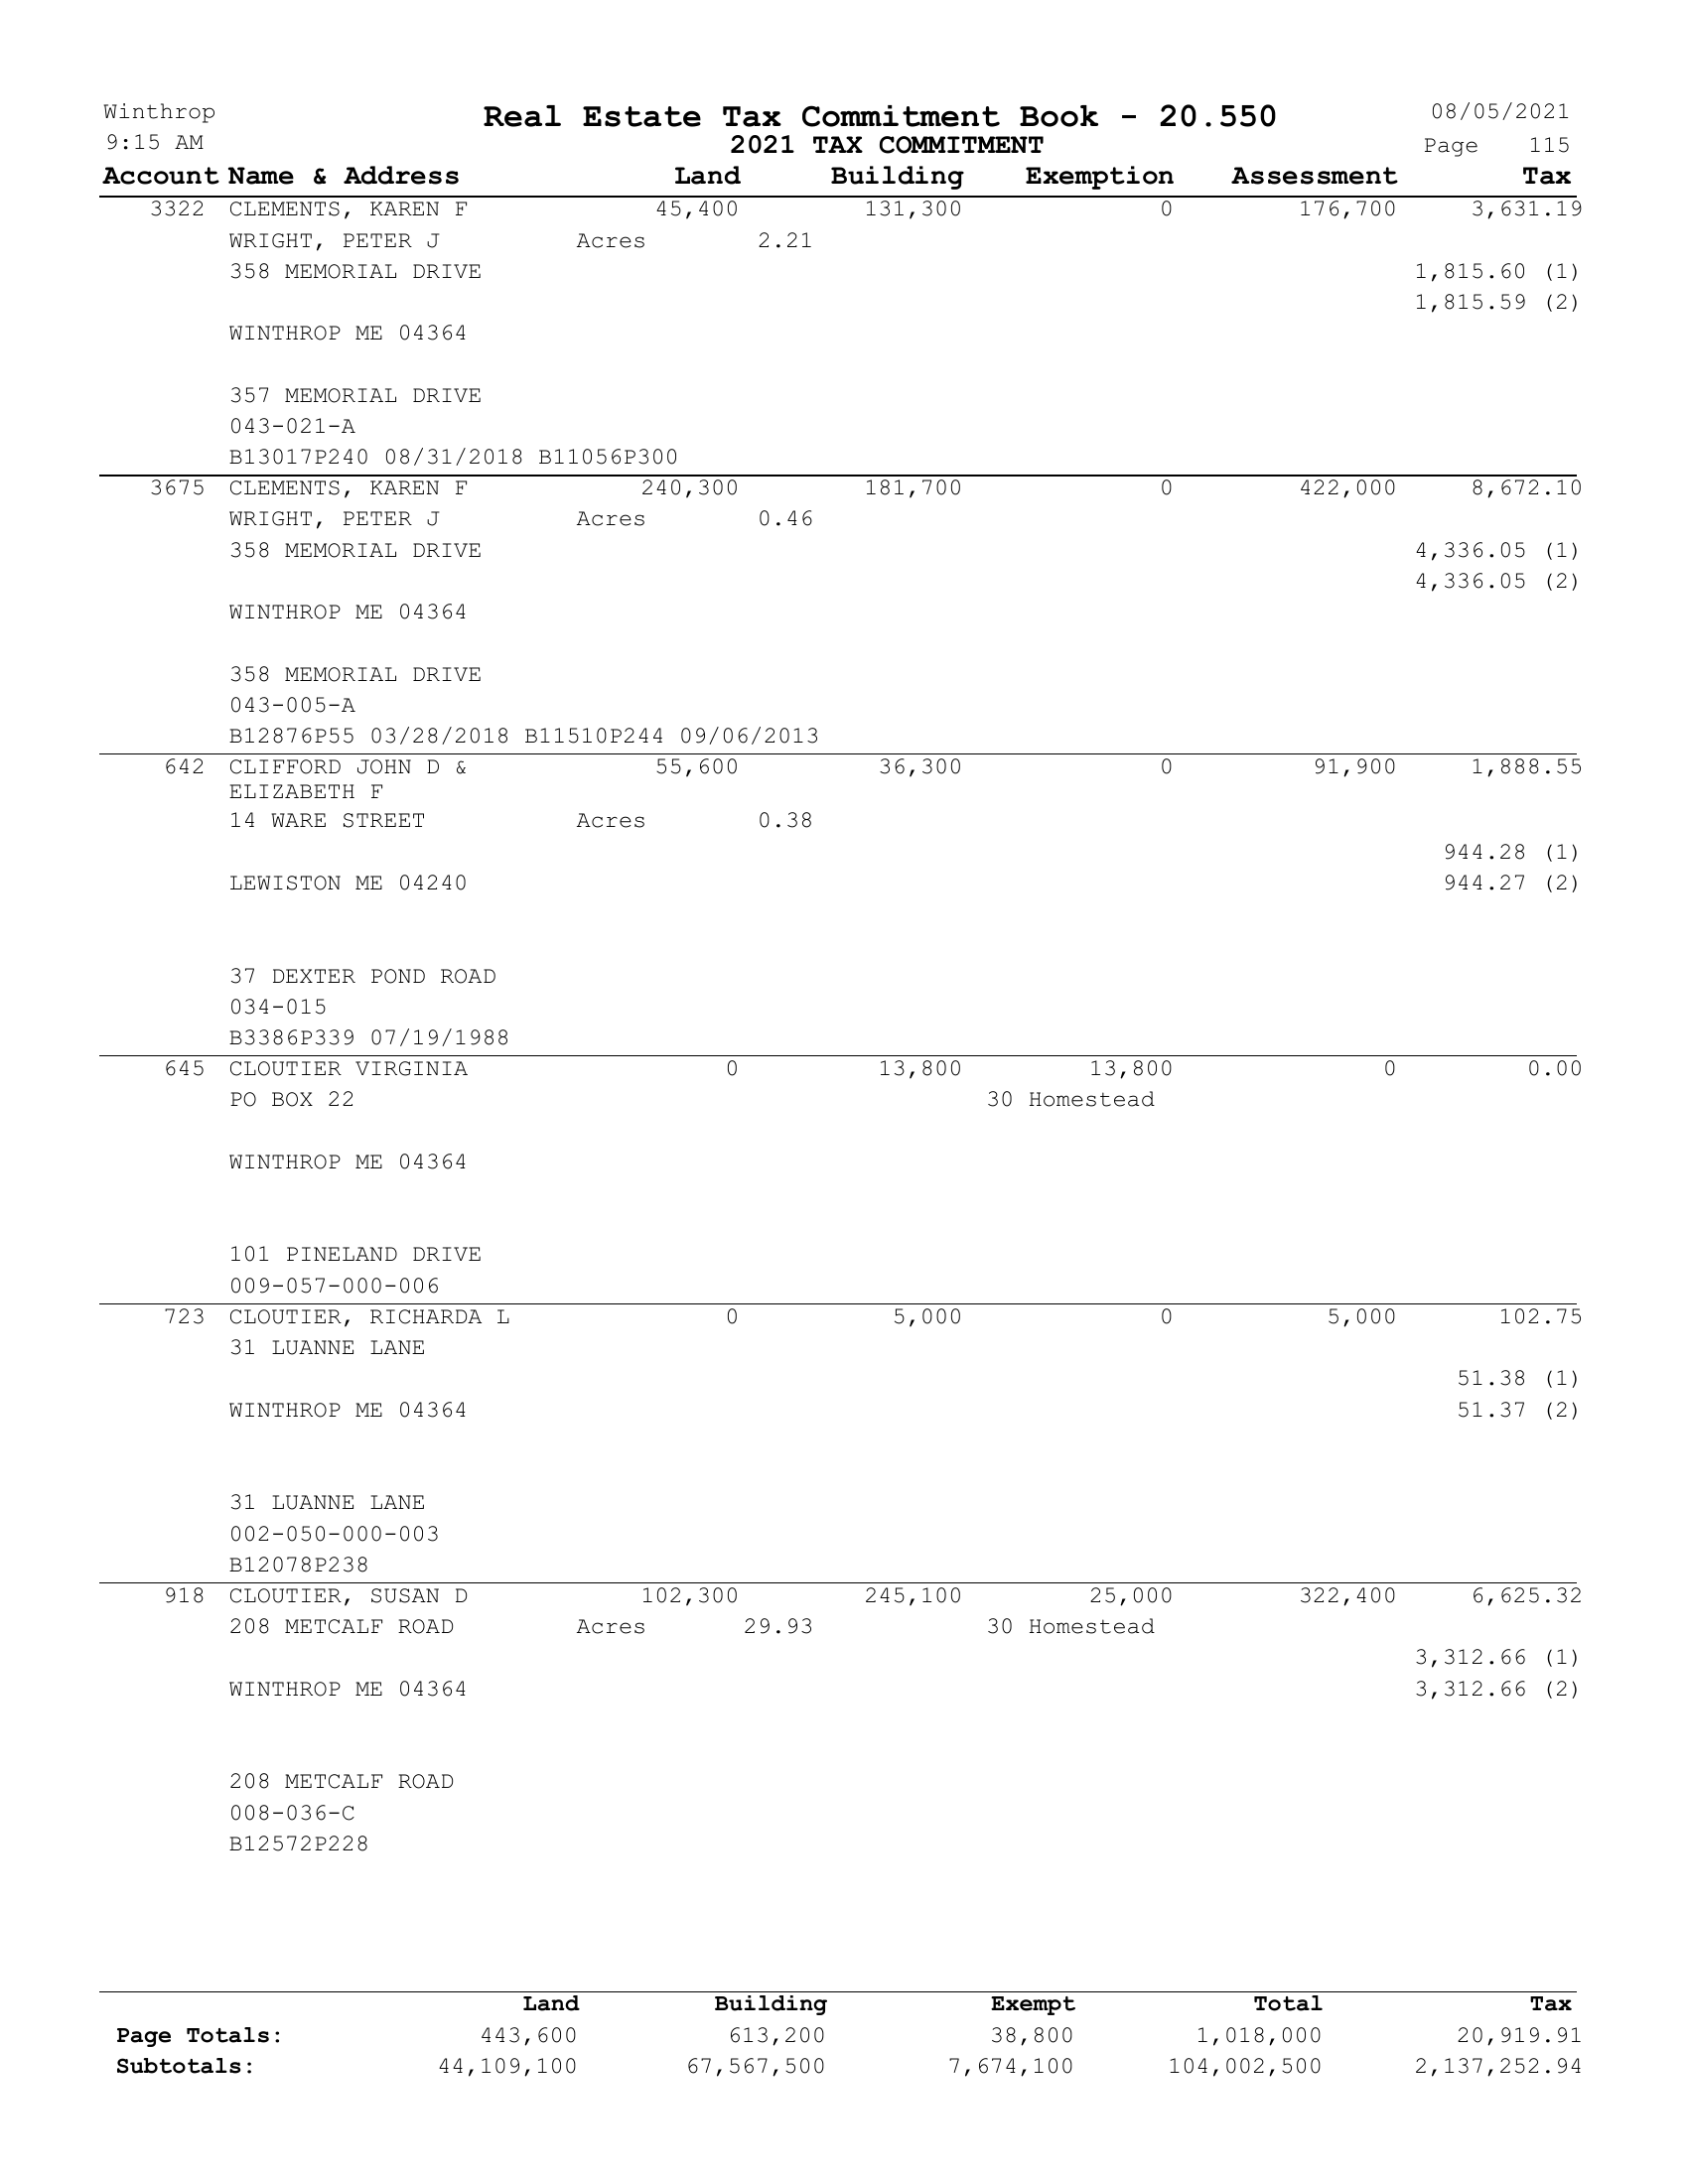 Winthrop Real Estate Tax Commitment Book - 20.550 08/05/2021
9:15 AM 2021 TAX COMMITMENT Page 115
Account Name & Address Land Building Exemption Assessment Tax
3322 CLEMENTS, KAREN F 45,400 131,300 0 176,700 3,631.19
WRIGHT, PETER J Acres 2.21
358 MEMORIAL DRIVE 1,815.60 (1)
1,815.59 (2)
WINTHROP ME 04364
357 MEMORIAL DRIVE
043-021-A
B13017P240 08/31/2018 B11056P300
3675 CLEMENTS, KAREN F 240,300 181,700 0 422,000 8,672.10
WRIGHT, PETER J Acres 0.46
358 MEMORIAL DRIVE 4,336.05 (1)
4,336.05 (2)
WINTHROP ME 04364
358 MEMORIAL DRIVE
043-005-A
B12876P55 03/28/2018 B11510P244 09/06/2013
642 CLIFFORD JOHN D & 55,600 36,300 0 91,900 1,888.55
ELIZABETH F
14 WARE STREET Acres 0.38
944.28 (1)
LEWISTON ME 04240 944.27 (2)
37 DEXTER POND ROAD
034-015
B3386P339 07/19/1988
645 CLOUTIER VIRGINIA 0 13,800 13,800 0 0.00
PO BOX 22 30 Homestead
WINTHROP ME 04364
101 PINELAND DRIVE
009-057-000-006
723 CLOUTIER, RICHARDA L 0 5,000 0 5,000 102.75
31 LUANNE LANE
51.38 (1)
WINTHROP ME 04364 51.37 (2)
31 LUANNE LANE
002-050-000-003
B12078P238
918 CLOUTIER, SUSAN D 102,300 245,100 25,000 322,400 6,625.32
208 METCALF ROAD Acres 29.93 30 Homestead
3,312.66 (1)
WINTHROP ME 04364 3,312.66 (2)
208 METCALF ROAD
008-036-C
B12572P228
Land Building Exempt Total Tax
Page Totals: 443,600 613,200 38,800 1,018,000 20,919.91
Subtotals: 44,109,100 67,567,500 7,674,100 104,002,500 2,137,252.94